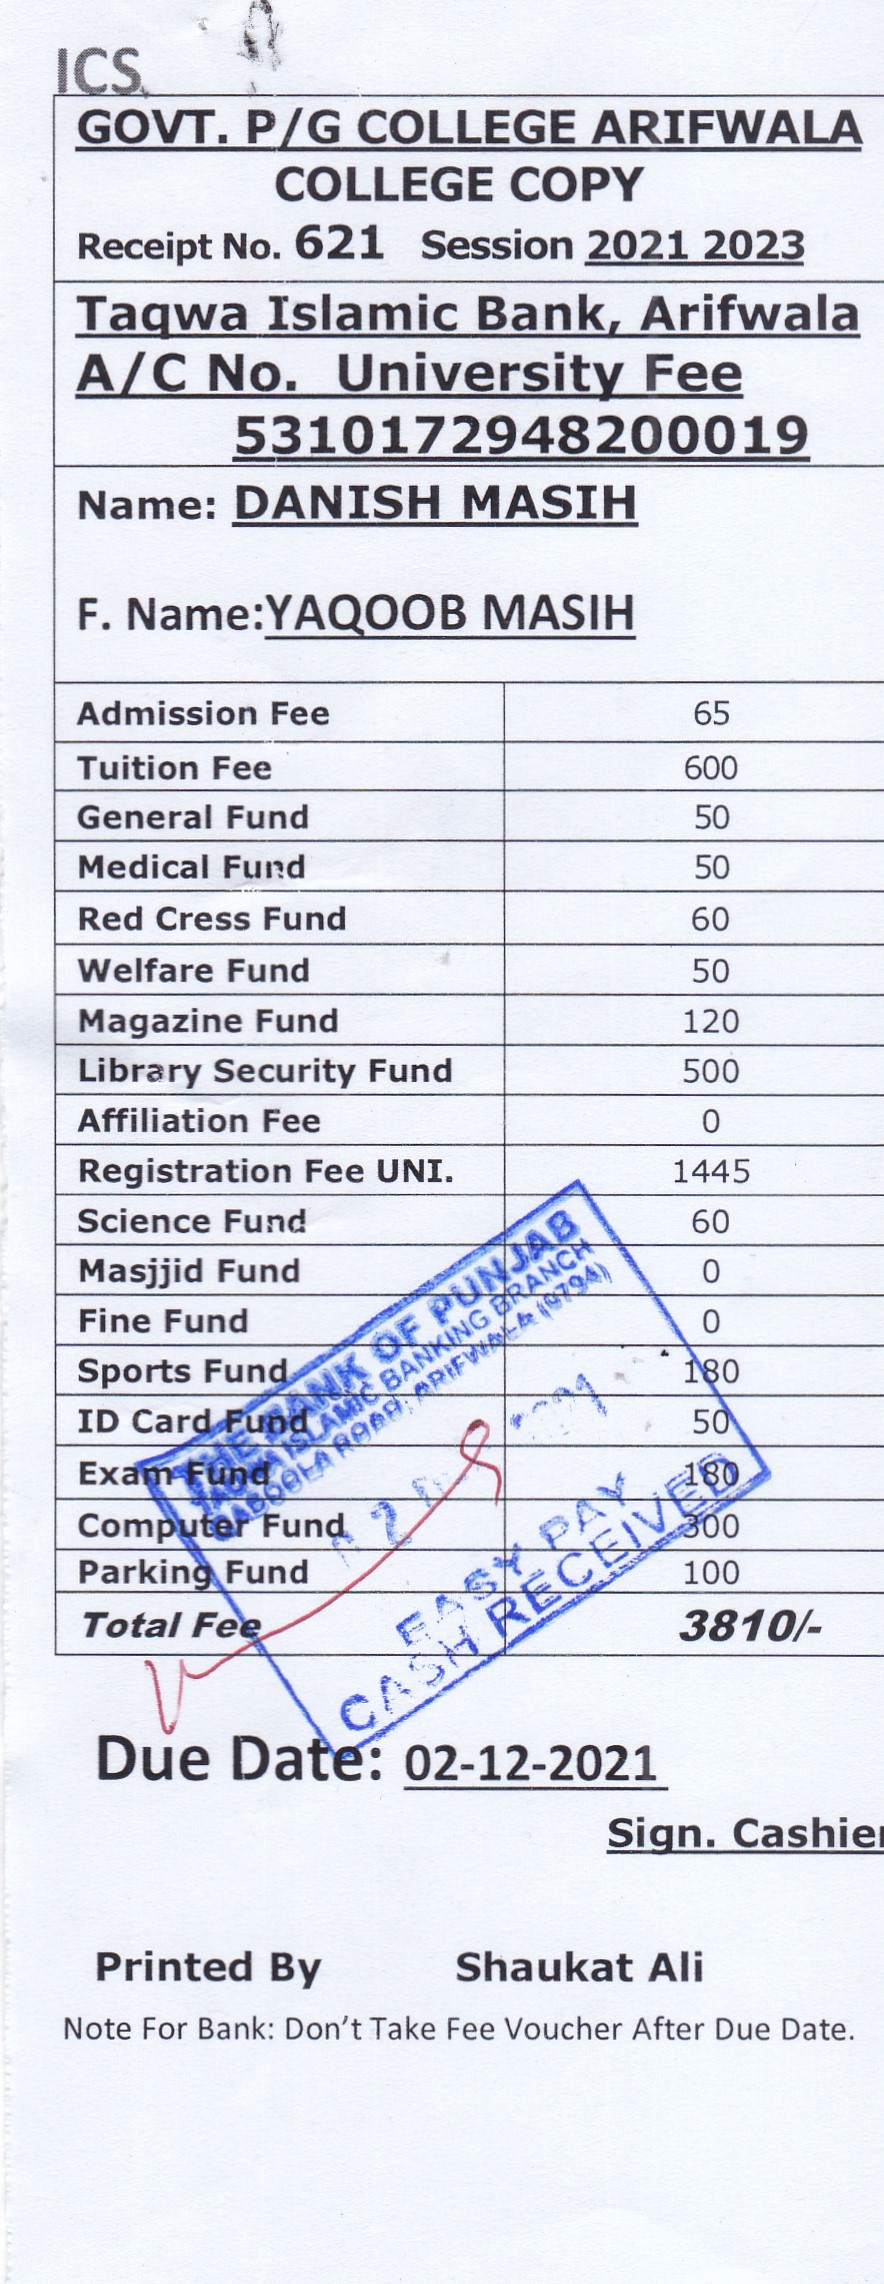 ICS
GOVT. P/G COLLEGE ARIFWALA
COLLEGE COPY
Receipt No. 621 Session 2021 2023
Taqwa Islamic Bank, Arifwala
A/C No. University Fee
5310172948200019
Name: DANISH MASIH
F. Name:YAQOOB MASIH
Admission Fee 65
Tuition Fee 600
General Fund 50
Medical Fund 50
Red Cress Fund 60
Welfare Fund 50
Magazine Fund 120
Library Security Fund 500
Affiliation Fee 0
Registration Fee UNI. 1445
Science Fund 60
Masjjid Fund 0
Fine Fund 0
Sports Fund 180
ID Card Fund 50
Exam Fund 180
Computer Fund 300
Parking Fund 100
Total Fee 3810/-
THE BANK OF PUNJAB
ISLAMIC BANKING BRANCH
ROAD, ARIFWALA (0794)
EASY PAY
CASH RECEIVED
Due Date: 02-12-2021
Sign. Cashier
Printed By Shaukat Ali
Note For Bank: Don't Take Fee Voucher After Due Date.